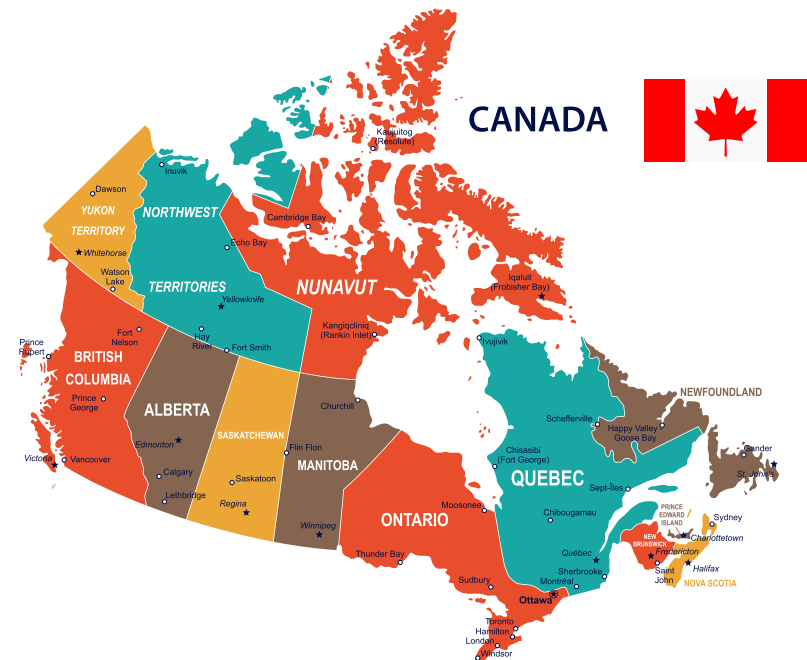 CANADA
Kaujuitog
(Resolute)
Inuvik
Dawson
YUKON
TERRITORY
Whitehorse
Watson
Lake
NORTHWEST
TERRITORIES
Echo Bay
Yellowknife
Hay
River
Fort Smith
Cambridge Bay
NUNAVUT
Iqaluit
(Frobisher Bay)
Kangiqcliniq
(Rankin Inlet)
Prince
Rupert
Fort
Nelson
BRITISH
COLUMBIA
Prince
George
Victoria
Vancouver
ALBERTA
Edmonton
Calgary
Lethbridge
SASKATCHEWAN
Saskatoon
Regina
Churchill
Flin Flon
MANITOBA
Winnipeg
ONTARIO
Moosonee
Thunder Bay
Sudbury
Ottawa
Toronto
Hamilton
London
Windsor
Ivujivik
Schefferville
Chisasibi
(Fort George)
QUEBEC
Sept-Îles
Chibougamau
Québec
Sherbrooke
Montréal
NEWFOUNDLAND
Happy Valley
Goose Bay
Gander
St. John's
PRINCE
EDWARD
ISLAND
Charlottetown
Sydney
NEW
BRUNSWICK
Fredericton
Saint
John
Halifax
NOVA SCOTIA